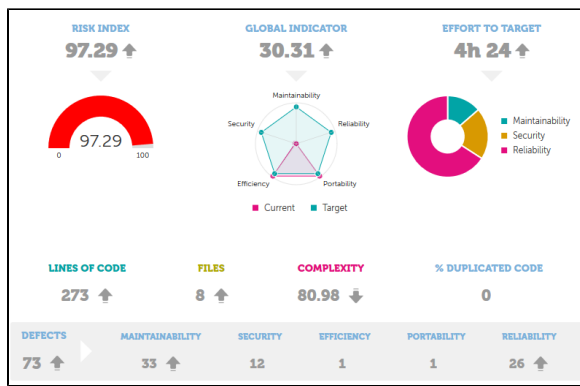 RISK INDEX
97.29
GLOBAL INDICATOR
30.31
EFFORT TO TARGET
4h 24
97.29
0 100
Maintainability
Security Reliability
Efficiency Portability
Current Target
Maintainability
Security
Reliability
LINES OF CODE FILES COMPLEXITY % DUPLICATED CODE
273 8 80.98 0
DEFECTS MAINTAINABILITY SECURITY EFFICIENCY PORTABILITY RELIABILITY
73 33 12 1 1 26